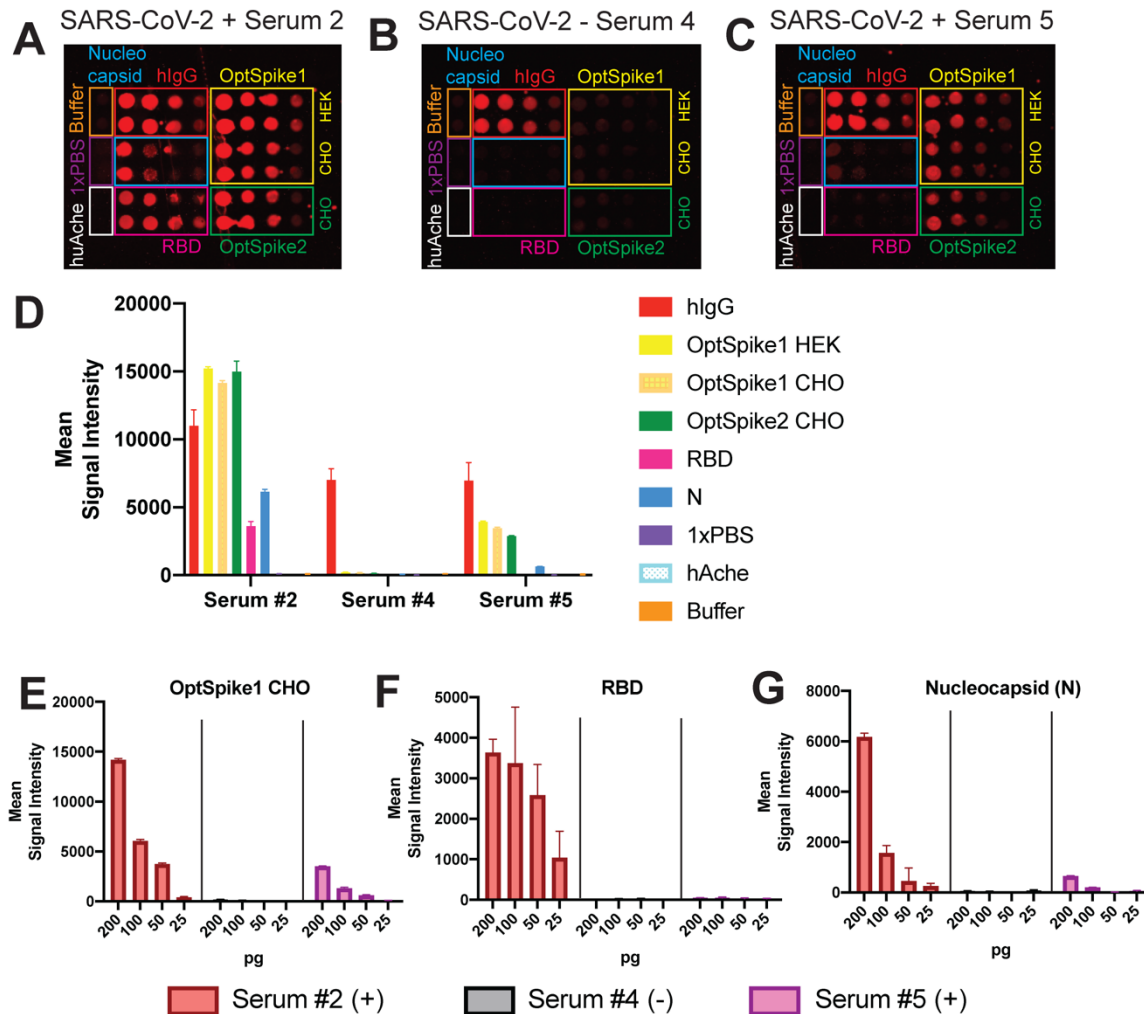 A
SARS-CoV-2 + Serum 2
Nucleo
capsid
hIgG
OptSpike1
Buffer
1xPBS
huAche
HEK
CHO
CHO
RBD
OptSpike2
B
SARS-CoV-2 - Serum 4
Nucleo
capsid
hIgG
OptSpike1
Buffer
1xPBS
huAche
HEK
CHO
CHO
RBD
OptSpike2
C
SARS-CoV-2 + Serum 5
Nucleo
capsid
hIgG
OptSpike1
Buffer
1xPBS
huAche
HEK
CHO
CHO
RBD
OptSpike2
D
Mean
Signal Intensity
20000
15000
10000
5000
0
Serum #2
Serum #4
Serum #5
hIgG
OptSpike1 HEK
OptSpike1 CHO
OptSpike2 CHO
RBD
N
1xPBS
hAche
Buffer
E
OptSpike1 CHO
Mean
Signal Intensity
20000
15000
10000
5000
0
200 100 50 25 200 100 50 25 200 100 50 25
pg
F
RBD
Mean
Signal Intensity
5000
4000
3000
2000
1000
0
200 100 50 25 200 100 50 25 200 100 50 25
pg
G
Nucleocapsid (N)
Mean
Signal Intensity
8000
6000
4000
2000
0
200 100 50 25 200 100 50 25 200 100 50 25
pg
Serum #2 (+)
Serum #4 (-)
Serum #5 (+)